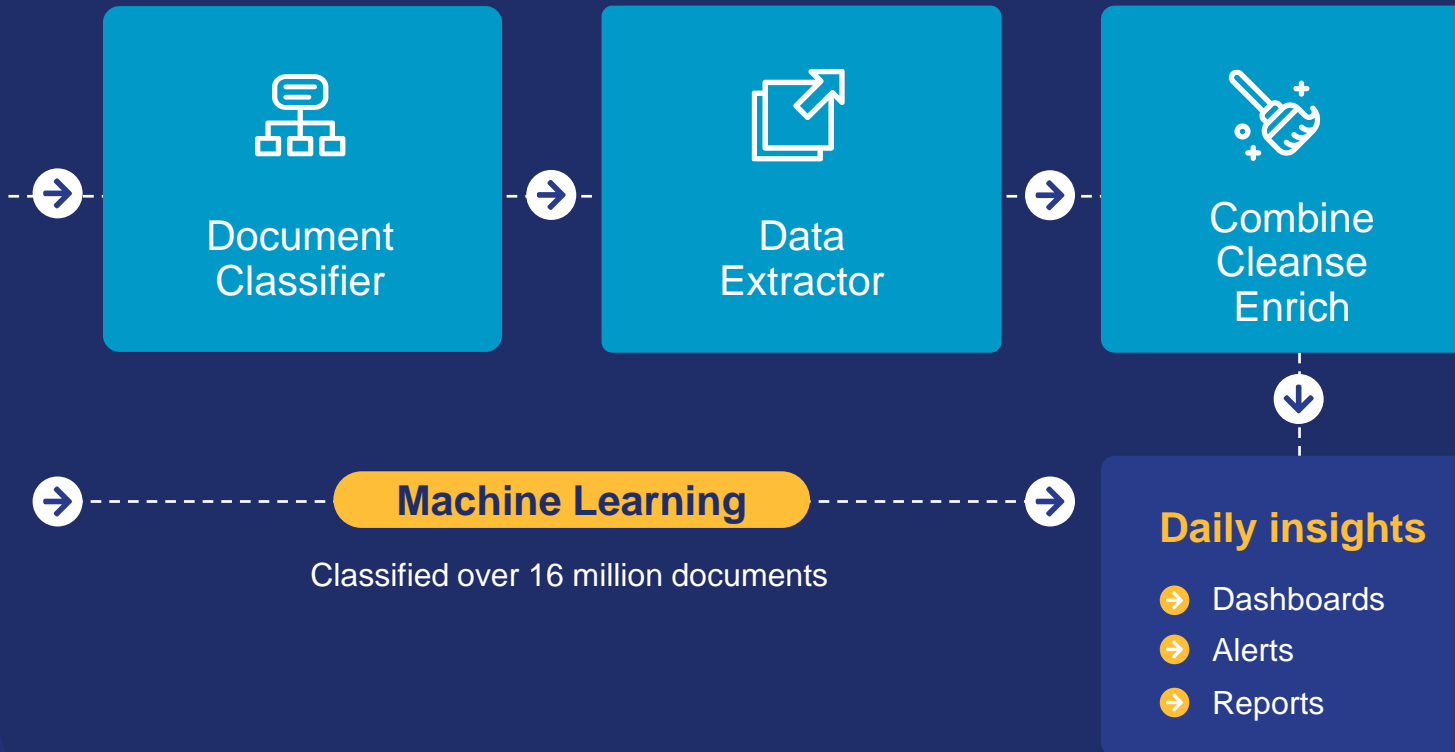 Document
Classifier
Data
Extractor
Combine
Cleanse
Enrich
Machine Learning
Classified over 16 million documents
Daily insights
Dashboards
Alerts
Reports